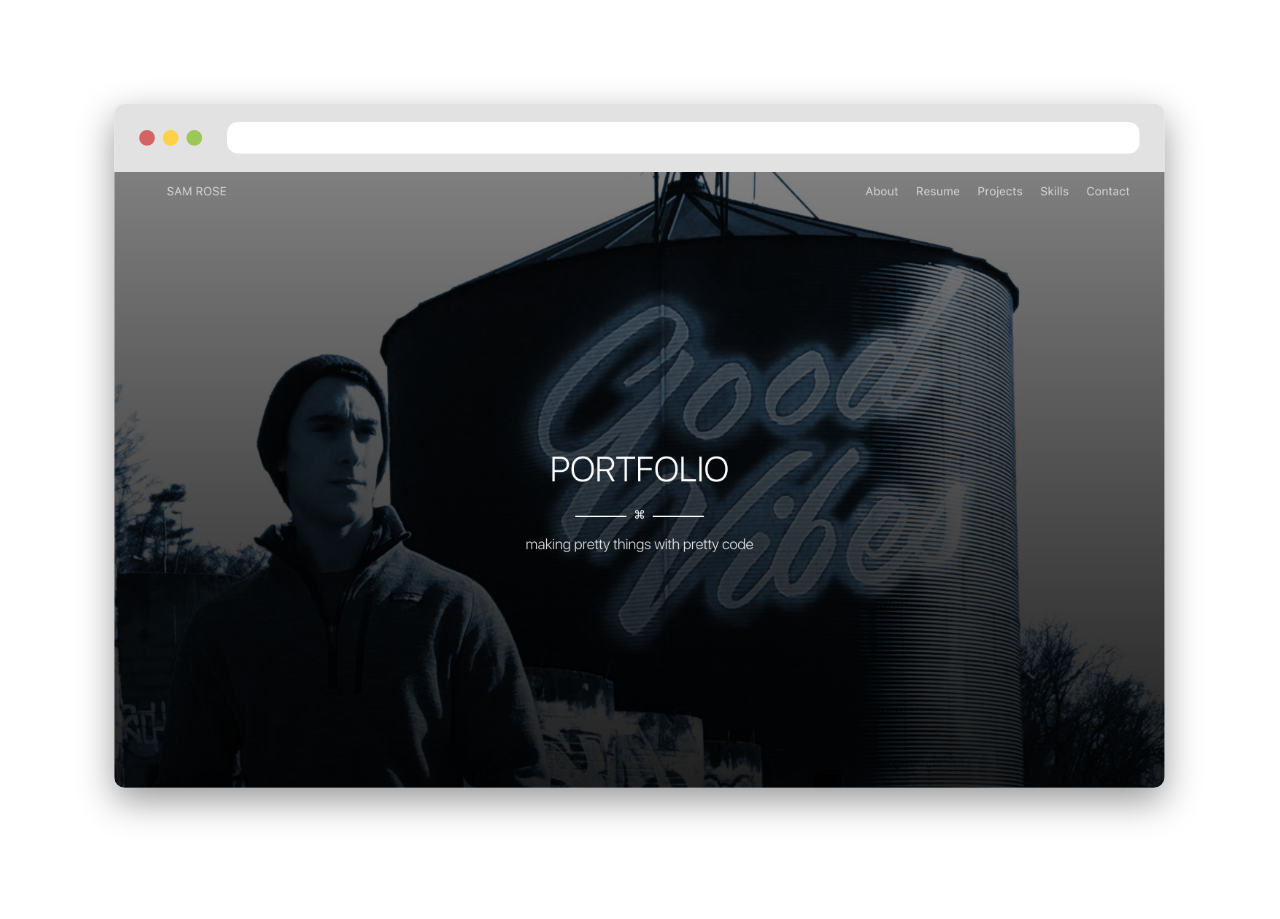 SAM ROSE
About Resume Projects Skills Contact
Good
Vibes
PORTFOLIO
⌘
making pretty things with pretty code